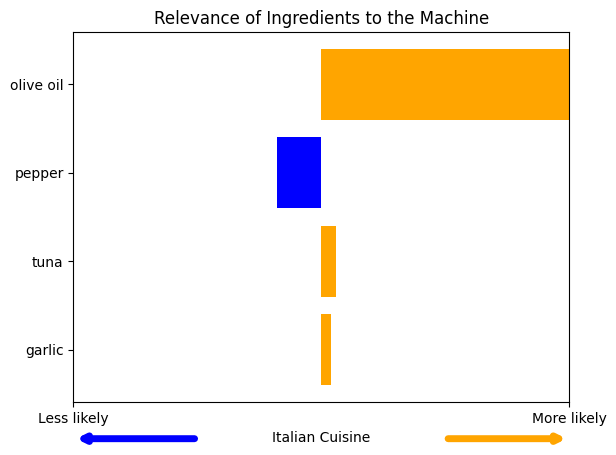 Relevance of Ingredients to the Machine
olive oil
pepper
tuna
garlic
Less likely
More likely
Italian Cuisine